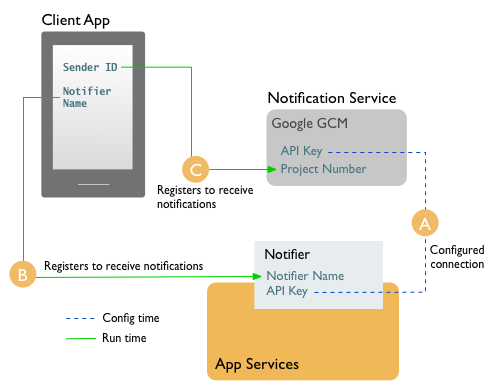 Client App
Sender ID
Notifier
Name
Notification Service
Google GCM
API Key
Project Number
C
Registers to receive
notifications
A
Configured
connection
Notifier
B
Registers to receive notifications
Notifier Name
API Key
Config time
Run time
App Services